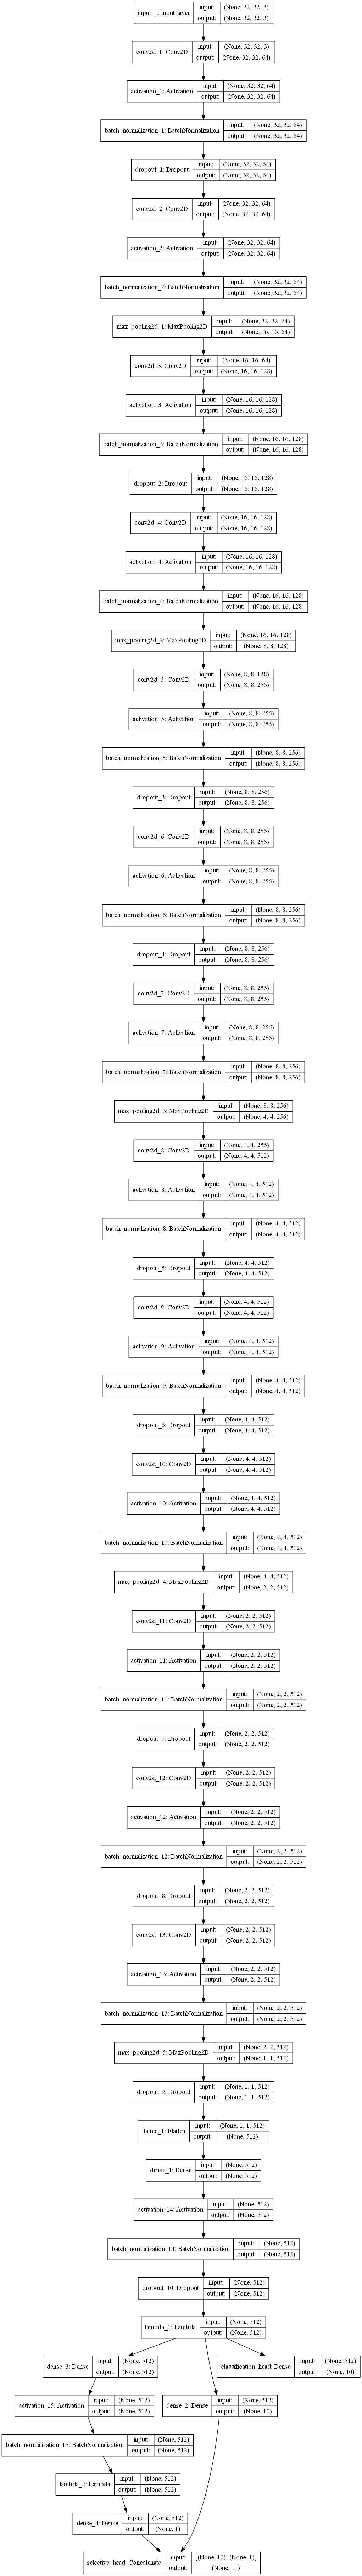 input_1: InputLayer
input: (None, 32, 32, 3)
output: (None, 32, 32, 3)
conv2d_1: Conv2D
input: (None, 32, 32, 3)
output: (None, 32, 32, 64)
activation_1: Activation
input: (None, 32, 32, 64)
output: (None, 32, 32, 64)
batch_normalization_1: BatchNormalization
input: (None, 32, 32, 64)
output: (None, 32, 32, 64)
dropout_1: Dropout
input: (None, 32, 32, 64)
output: (None, 32, 32, 64)
conv2d_2: Conv2D
input: (None, 32, 32, 64)
output: (None, 32, 32, 64)
activation_2: Activation
input: (None, 32, 32, 64)
output: (None, 32, 32, 64)
batch_normalization_2: BatchNormalization
input: (None, 32, 32, 64)
output: (None, 32, 32, 64)
max_pooling2d_1: MaxPooling2D
input: (None, 32, 32, 64)
output: (None, 16, 16, 64)
conv2d_3: Conv2D
input: (None, 16, 16, 64)
output: (None, 16, 16, 128)
activation_3: Activation
input: (None, 16, 16, 128)
output: (None, 16, 16, 128)
batch_normalization_3: BatchNormalization
input: (None, 16, 16, 128)
output: (None, 16, 16, 128)
dropout_2: Dropout
input: (None, 16, 16, 128)
output: (None, 16, 16, 128)
conv2d_4: Conv2D
input: (None, 16, 16, 128)
output: (None, 16, 16, 128)
activation_4: Activation
input: (None, 16, 16, 128)
output: (None, 16, 16, 128)
batch_normalization_4: BatchNormalization
input: (None, 16, 16, 128)
output: (None, 16, 16, 128)
max_pooling2d_2: MaxPooling2D
input: (None, 16, 16, 128)
output: (None, 8, 8, 128)
conv2d_5: Conv2D
input: (None, 8, 8, 128)
output: (None, 8, 8, 256)
activation_5: Activation
input: (None, 8, 8, 256)
output: (None, 8, 8, 256)
batch_normalization_5: BatchNormalization
input: (None, 8, 8, 256)
output: (None, 8, 8, 256)
dropout_3: Dropout
input: (None, 8, 8, 256)
output: (None, 8, 8, 256)
conv2d_6: Conv2D
input: (None, 8, 8, 256)
output: (None, 8, 8, 256)
activation_6: Activation
input: (None, 8, 8, 256)
output: (None, 8, 8, 256)
batch_normalization_6: BatchNormalization
input: (None, 8, 8, 256)
output: (None, 8, 8, 256)
dropout_4: Dropout
input: (None, 8, 8, 256)
output: (None, 8, 8, 256)
conv2d_7: Conv2D
input: (None, 8, 8, 256)
output: (None, 8, 8, 256)
activation_7: Activation
input: (None, 8, 8, 256)
output: (None, 8, 8, 256)
batch_normalization_7: BatchNormalization
input: (None, 8, 8, 256)
output: (None, 8, 8, 256)
max_pooling2d_3: MaxPooling2D
input: (None, 8, 8, 256)
output: (None, 4, 4, 256)
conv2d_8: Conv2D
input: (None, 4, 4, 256)
output: (None, 4, 4, 512)
activation_8: Activation
input: (None, 4, 4, 512)
output: (None, 4, 4, 512)
batch_normalization_8: BatchNormalization
input: (None, 4, 4, 512)
output: (None, 4, 4, 512)
dropout_5: Dropout
input: (None, 4, 4, 512)
output: (None, 4, 4, 512)
conv2d_9: Conv2D
input: (None, 4, 4, 512)
output: (None, 4, 4, 512)
activation_9: Activation
input: (None, 4, 4, 512)
output: (None, 4, 4, 512)
batch_normalization_9: BatchNormalization
input: (None, 4, 4, 512)
output: (None, 4, 4, 512)
dropout_6: Dropout
input: (None, 4, 4, 512)
output: (None, 4, 4, 512)
conv2d_10: Conv2D
input: (None, 4, 4, 512)
output: (None, 4, 4, 512)
activation_10: Activation
input: (None, 4, 4, 512)
output: (None, 4, 4, 512)
batch_normalization_10: BatchNormalization
input: (None, 4, 4, 512)
output: (None, 4, 4, 512)
max_pooling2d_4: MaxPooling2D
input: (None, 4, 4, 512)
output: (None, 2, 2, 512)
conv2d_11: Conv2D
input: (None, 2, 2, 512)
output: (None, 2, 2, 512)
activation_11: Activation
input: (None, 2, 2, 512)
output: (None, 2, 2, 512)
batch_normalization_11: BatchNormalization
input: (None, 2, 2, 512)
output: (None, 2, 2, 512)
dropout_7: Dropout
input: (None, 2, 2, 512)
output: (None, 2, 2, 512)
conv2d_12: Conv2D
input: (None, 2, 2, 512)
output: (None, 2, 2, 512)
activation_12: Activation
input: (None, 2, 2, 512)
output: (None, 2, 2, 512)
batch_normalization_12: BatchNormalization
input: (None, 2, 2, 512)
output: (None, 2, 2, 512)
dropout_8: Dropout
input: (None, 2, 2, 512)
output: (None, 2, 2, 512)
conv2d_13: Conv2D
input: (None, 2, 2, 512)
output: (None, 2, 2, 512)
activation_13: Activation
input: (None, 2, 2, 512)
output: (None, 2, 2, 512)
batch_normalization_13: BatchNormalization
input: (None, 2, 2, 512)
output: (None, 2, 2, 512)
max_pooling2d_5: MaxPooling2D
input: (None, 2, 2, 512)
output: (None, 1, 1, 512)
dropout_9: Dropout
input: (None, 1, 1, 512)
output: (None, 1, 1, 512)
flatten_1: Flatten
input: (None, 1, 1, 512)
output: (None, 512)
dense_1: Dense
input: (None, 512)
output: (None, 512)
activation_14: Activation
input: (None, 512)
output: (None, 512)
batch_normalization_14: BatchNormalization
input: (None, 512)
output: (None, 512)
dropout_10: Dropout
input: (None, 512)
output: (None, 512)
lambda_1: Lambda
input: (None, 512)
output: (None, 512)
dense_3: Dense
input: (None, 512)
output: (None, 512)
classification_head: Dense
input: (None, 512)
output: (None, 10)
activation_15: Activation
input: (None, 512)
output: (None, 512)
dense_2: Dense
input: (None, 512)
output: (None, 10)
batch_normalization_15: BatchNormalization
input: (None, 512)
output: (None, 512)
lambda_2: Lambda
input: (None, 512)
output: (None, 512)
dense_4: Dense
input: (None, 512)
output: (None, 1)
selective_head: Concatenate
input: [(None, 10), (None, 1)]
output: (None, 11)